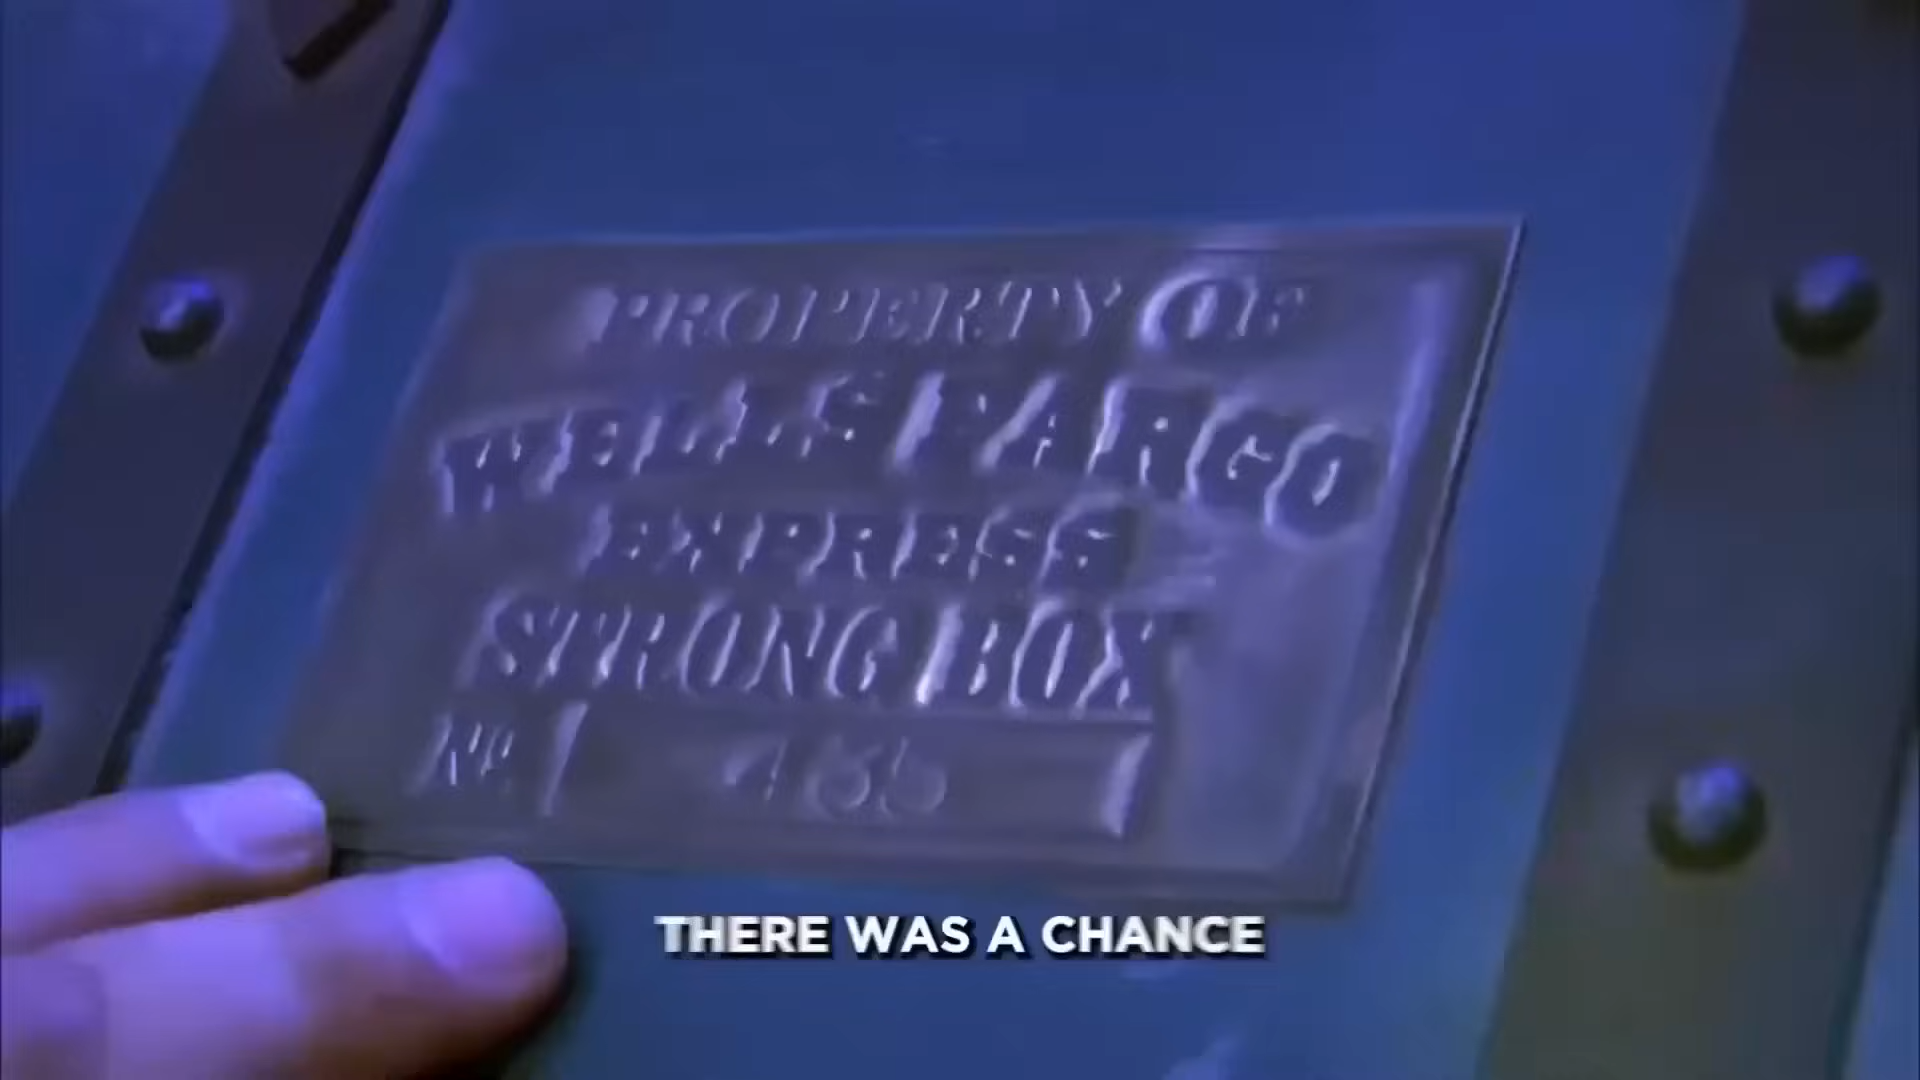 PROPERTY OF
WELLS FARGO
EXPRESS
STRONG BOX
No.
THERE WAS A CHANCE